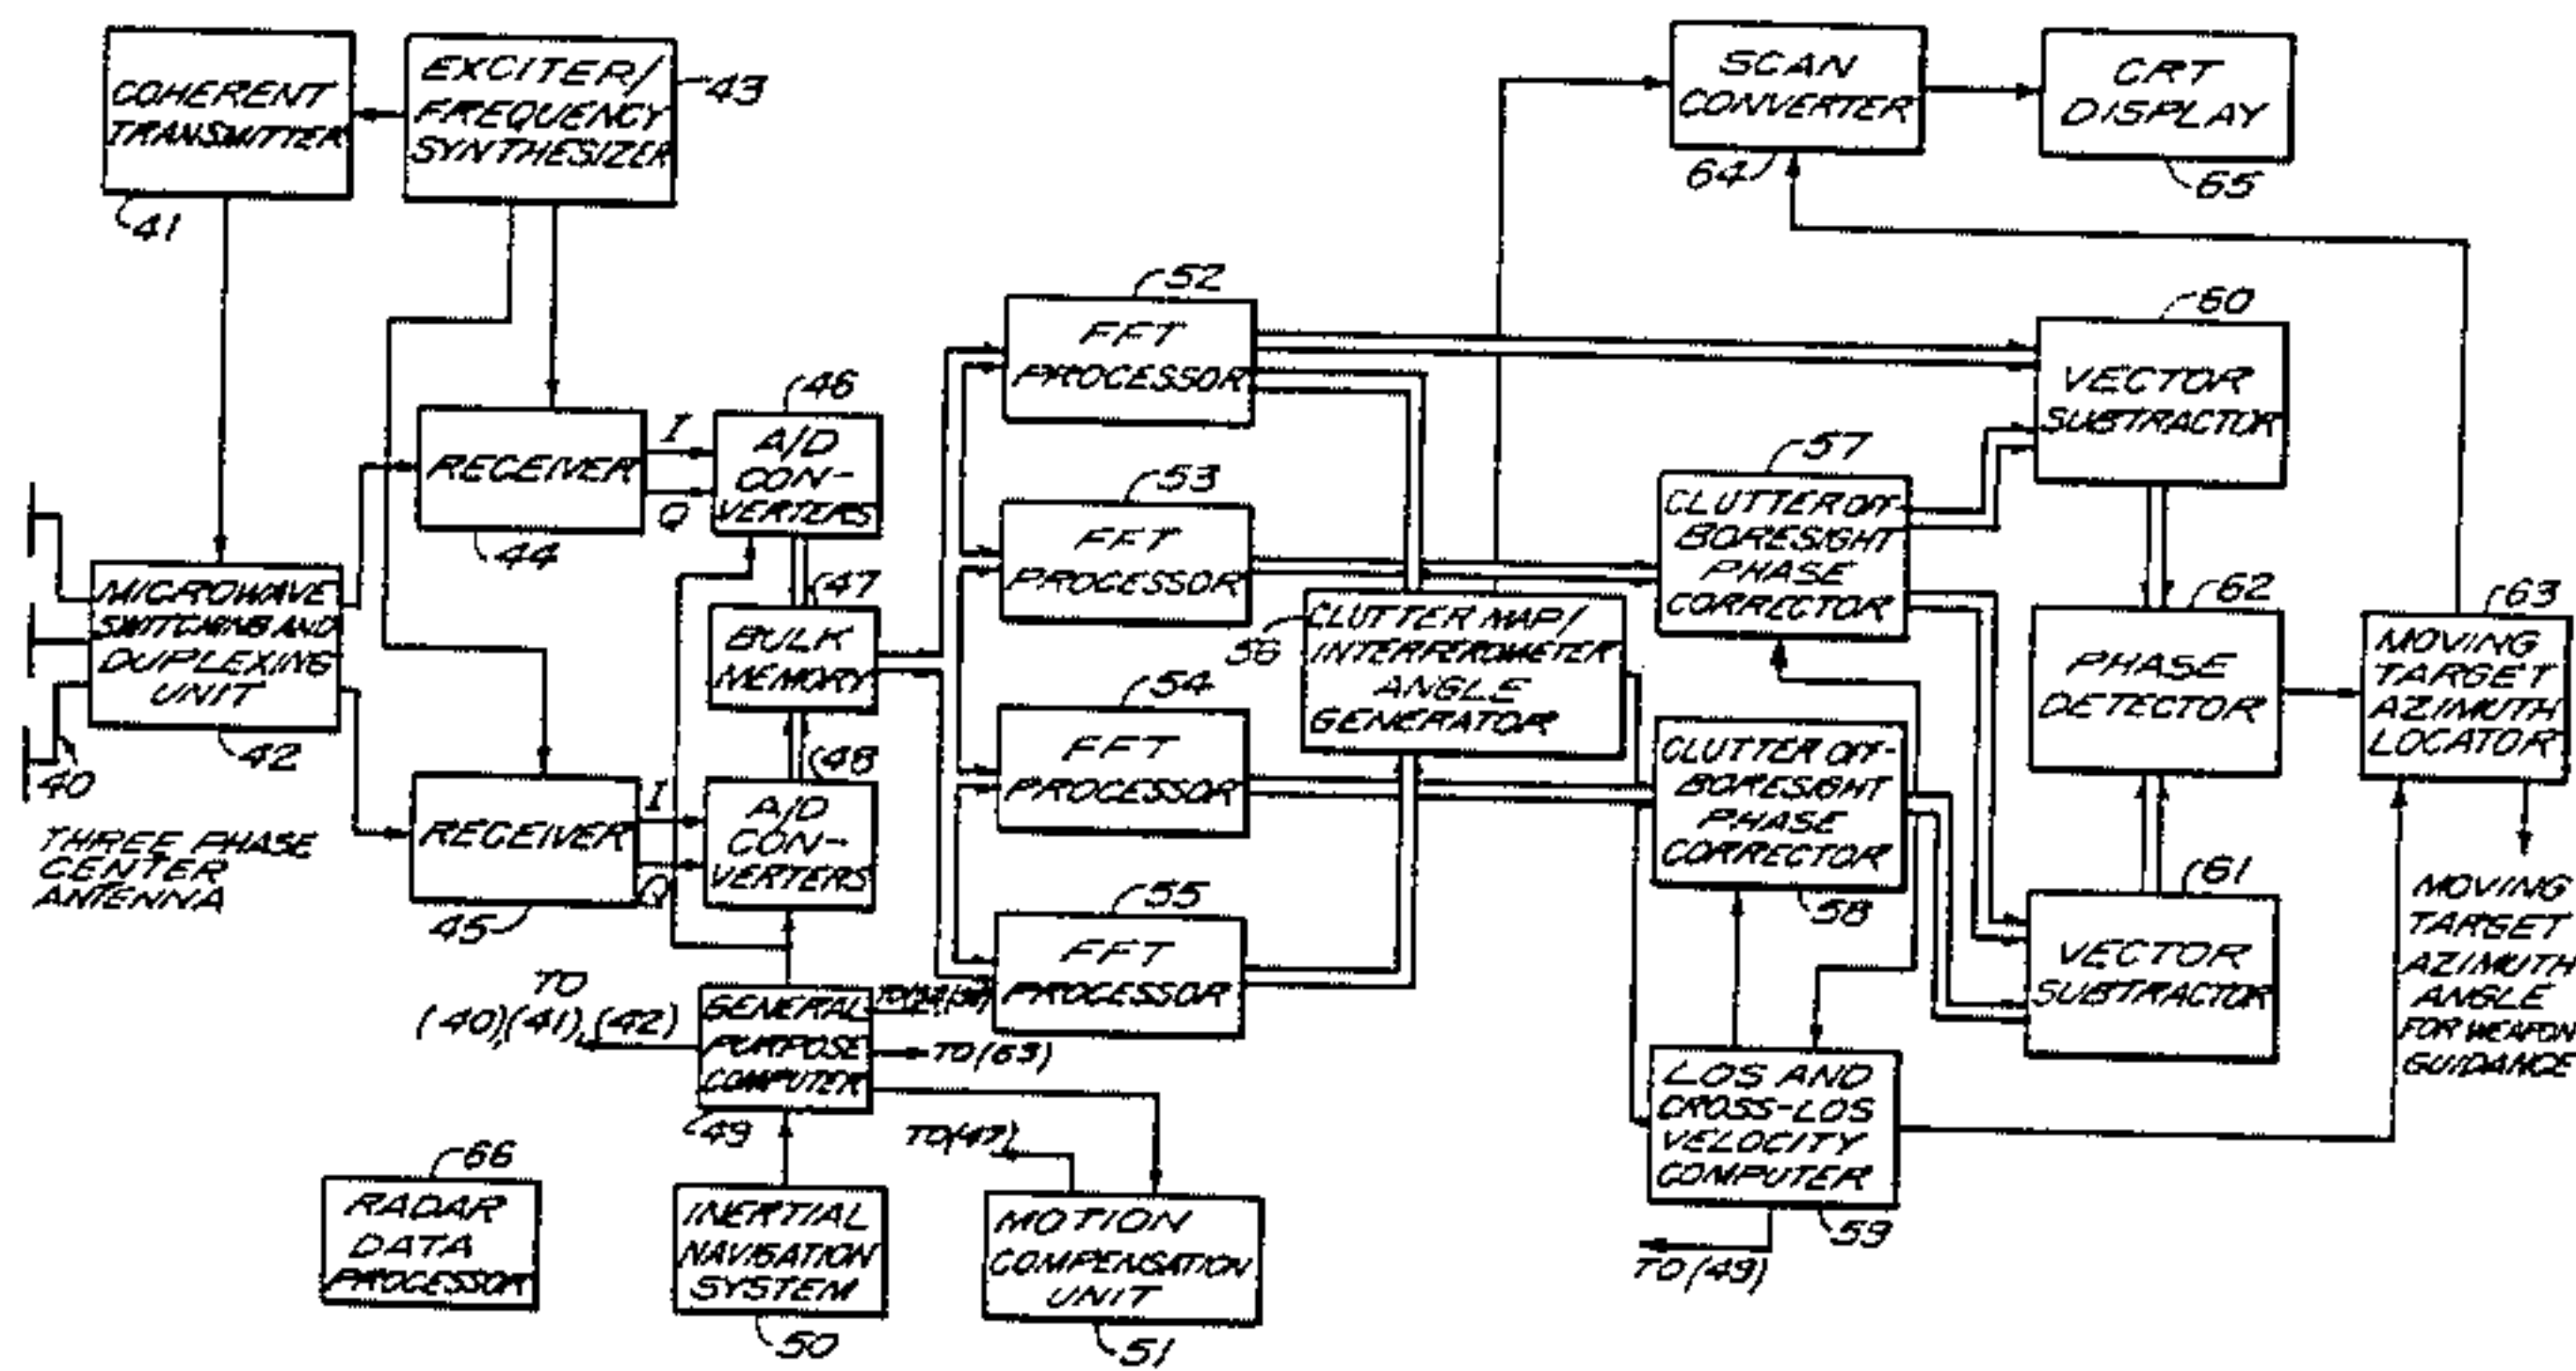 COHERENT
TRANSMITTER
41
EXCITER/
FREQUENCY
SYNTHESIZER
43
SCAN
CONVERTER
64
CRT
DISPLAY
65
RECEIVER
44
I
Q
46
A/D
CON-
VERTERS
47
BULK
MEMORY
48
A/D
CON-
VERTERS
MICROWAVE
SWITCHING AND
DUPLEXING
UNIT
42
40
THREE PHASE
CENTER
ANTENNA
RECEIVER
45
I
Q
52
FFT
PROCESSOR
53
FFT
PROCESSOR
54
FFT
PROCESSOR
55
FFT
PROCESSOR
56
CLUTTER MAP/
INTERFEROMETER
ANGLE
GENERATOR
57
CLUTTER OFF-
BORESIGHT
PHASE
CORRECTOR
CLUTTER OFF-
BORESIGHT
PHASE
CORRECTOR
58
60
VECTOR
SUBTRACTOR
62
PHASE
DETECTOR
61
VECTOR
SUBTRACTOR
63
MOVING
TARGET
AZIMUTH
LOCATOR
MOVING
TARGET
AZIMUTH
ANGLE
FOR WEAPON
GUIDANCE
LOS AND
CROSS-LOS
VELOCITY
COMPUTER
59
TO (49)
TO
(40),(41),(42)
GENERAL
PURPOSE
COMPUTER
49
TO(63)
TO(47)
INERTIAL
NAVIGATION
SYSTEM
50
MOTION
COMPENSATION
UNIT
51
66
RADAR
DATA
PROCESSOR